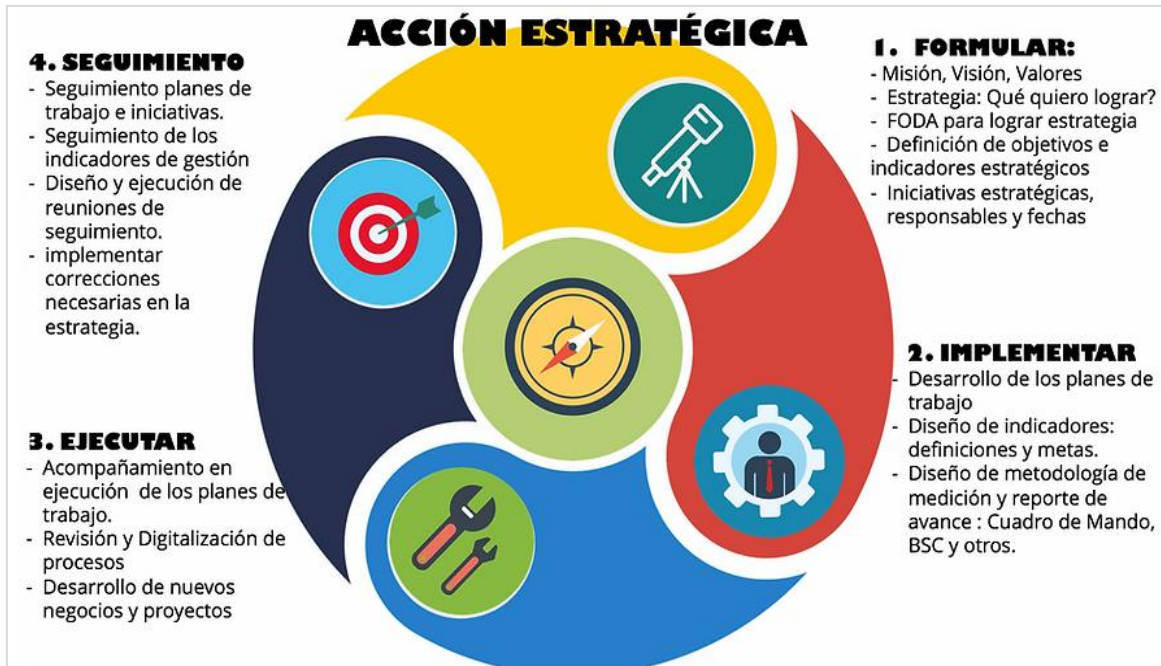 ACCIÓN ESTRATÉGICA
1. FORMULAR:
- Misión, Visión, Valores
- Estrategia: Qué quiero lograr?
- FODA para lograr estrategia
- Definición de objetivos e
indicadores estratégicos
- Iniciativas estratégicas,
responsables y fechas
2. IMPLEMENTAR
- Desarrollo de los planes de
trabajo
- Diseño de indicadores:
definiciones y metas.
- Diseño de metodología de
medición y reporte de
avance : Cuadro de Mando,
BSC y otros.
3. EJECUTAR
- Acompañamiento en
ejecución de los planes de
trabajo.
- Revisión y Digitalización de
procesos
- Desarrollo de nuevos
negocios y proyectos
4. SEGUIMIENTO
- Seguimiento planes de
trabajo e iniciativas.
- Seguimiento de los
indicadores de gestión
- Diseño y ejecución de
reuniones de
seguimiento.
- implementar
correcciones
necesarias en la
estrategia.